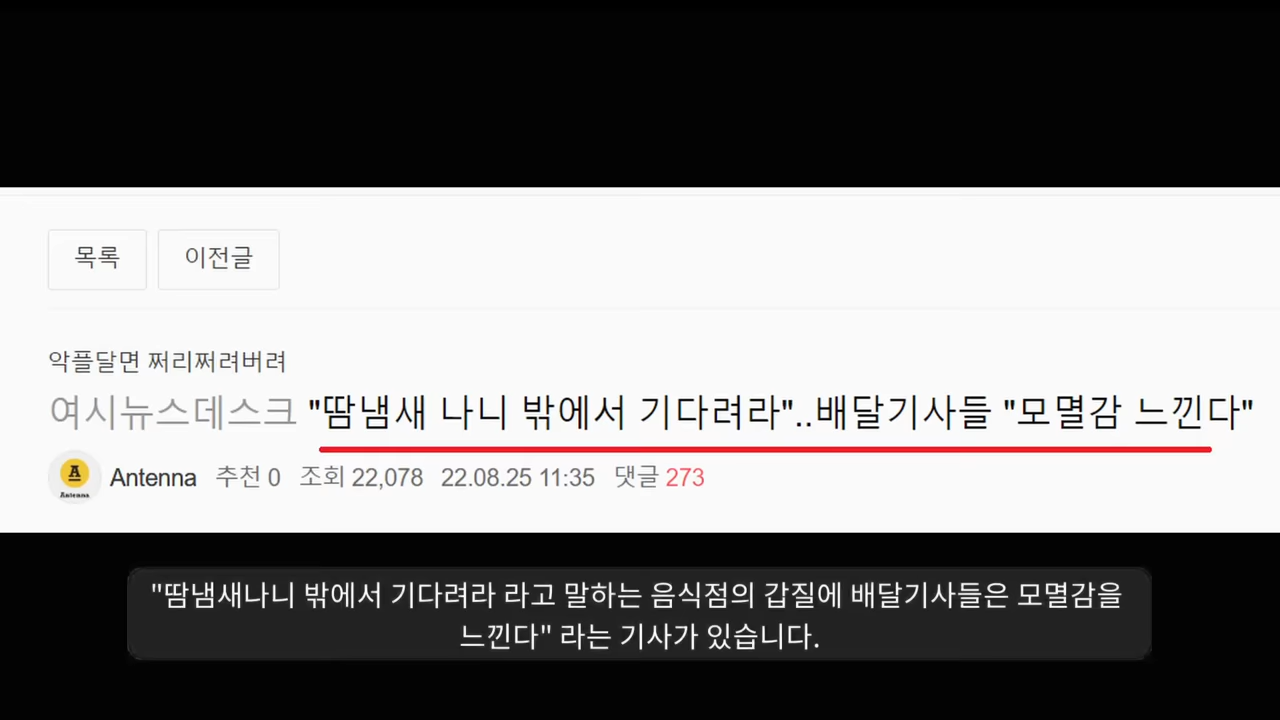 목록 이전글
악플달면 쩌리쩌려버려
여시뉴스데스크 "땀냄새 나니 밖에서 기다려라"..배달기사들 "모멸감 느낀다"
A
Antenna
Antenna 추천 0 조회 22,078 22.08.25 11:35 댓글 273
"땀냄새나니 밖에서 기다려라 라고 말하는 음식점의 갑질에 배달기사들은 모멸감을
느낀다" 라는 기사가 있습니다.